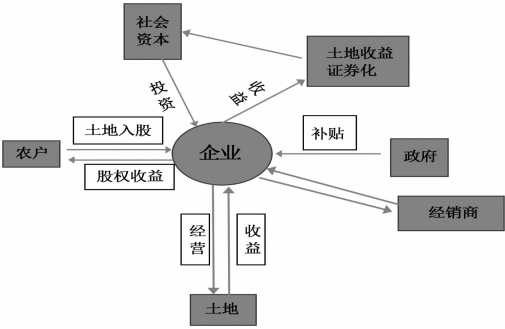 社会
资本
土地收益
证券化
投资
收益
土地入股
补贴
农户
企业
政府
股权收益
经销商
经营
收益
土地